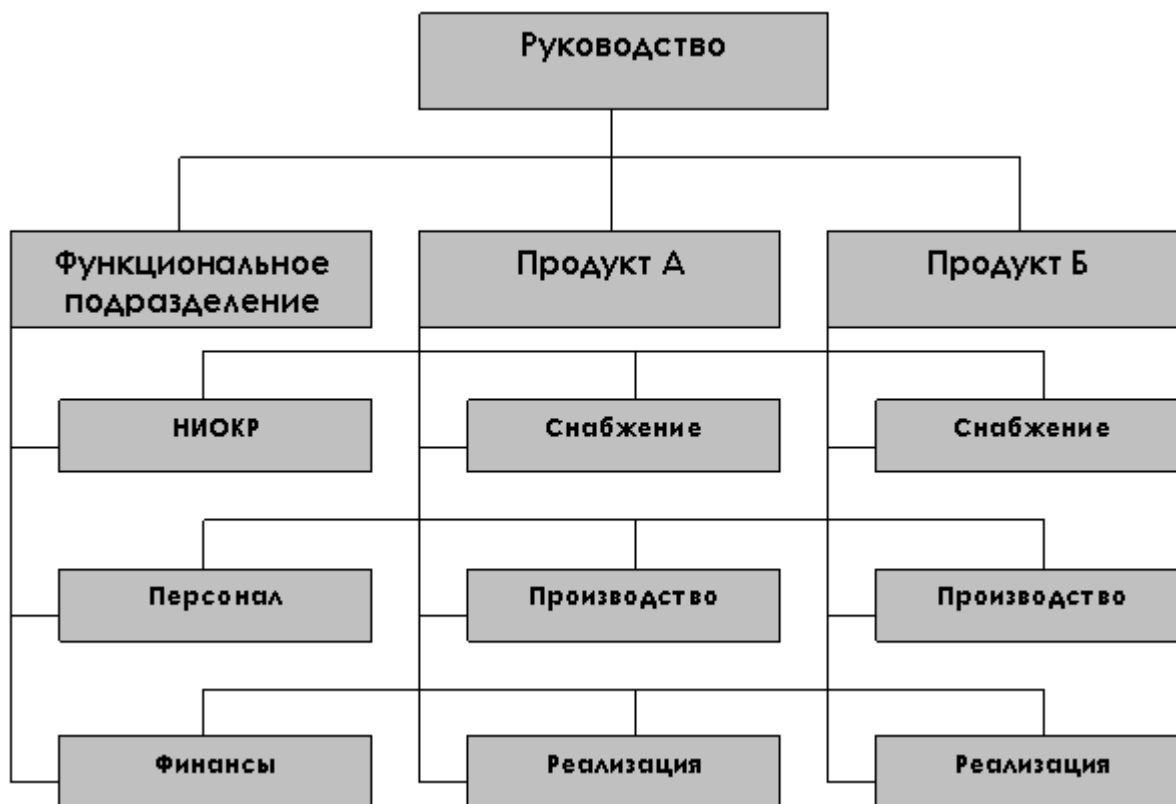 Руководство
Функциональное
подразделение
Продукт А
Продукт Б
НИОКР
Снабжение
Снабжение
Персонал
Производство
Производство
Финансы
Реализация
Реализация